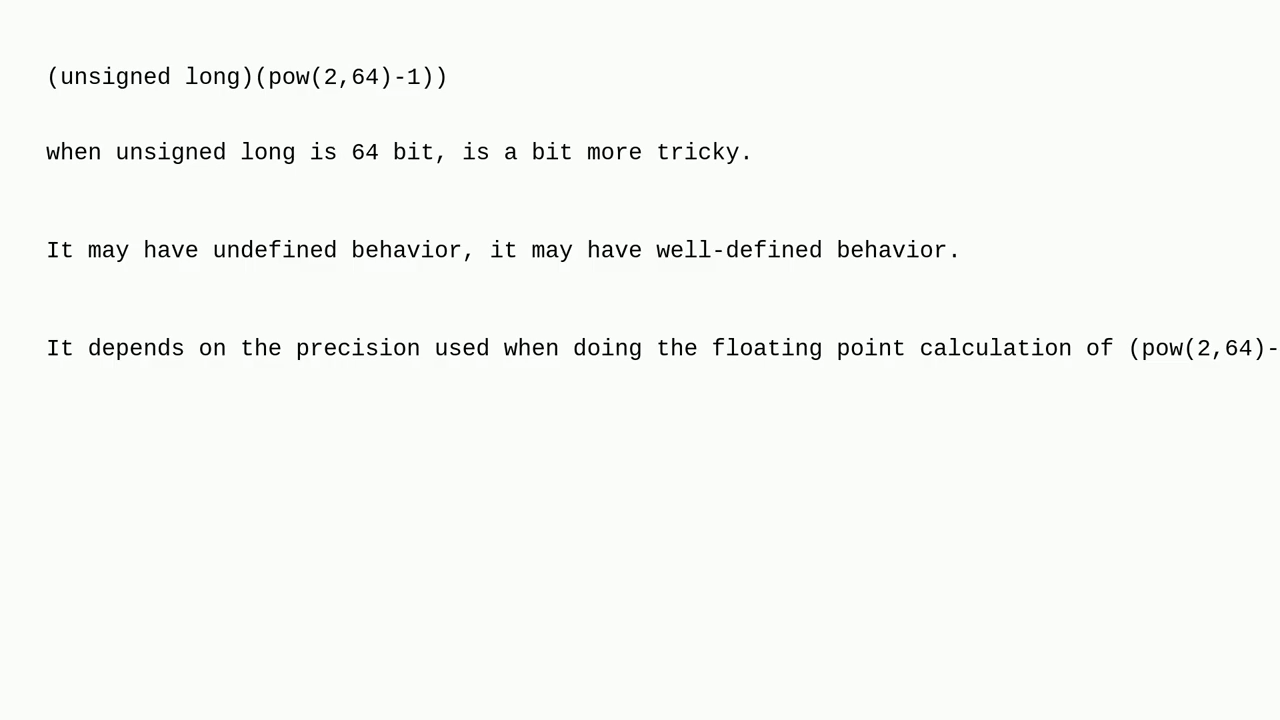 (unsigned long)(pow(2,64)-1))
when unsigned long is 64 bit, is a bit more tricky.
It may have undefined behavior, it may have well-defined behavior.
It depends on the precision used when doing the floating point calculation of (pow(2,64)-